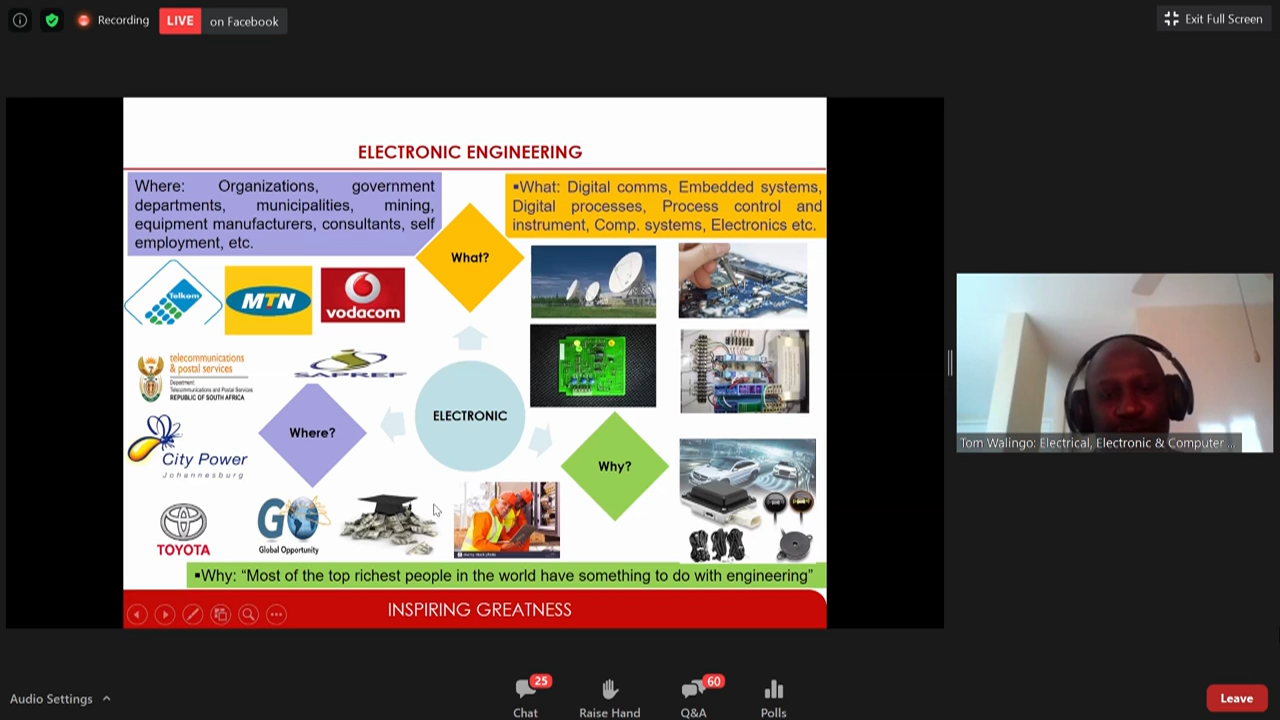 Recording
LIVE
on Facebook
Exit Full Screen
ELECTRONIC ENGINEERING
Where: Organizations, government
departments, municipalities, mining,
equipment manufacturers, consultants, self
employment, etc.
▪What: Digital comms, Embedded systems,
Digital processes, Process control and
instrument, Comp. systems, Electronics etc.
What?
Telkom
MTN
vodacom
telecommunications
& postal services
Department:
Telecommunications and Postal Services
REPUBLIC OF SOUTH AFRICA
SAPREF
ELECTRONIC
Where?
Why?
City Power
Johannesburg
TOYOTA
GO
Global Opportunity
▪Why: “Most of the top richest people in the world have something to do with engineering”
INSPIRING GREATNESS
Tom Walingo: Electrical, Electronic & Computer ...
Audio Settings
25
Chat
Raise Hand
60
Q&A
Polls
Leave